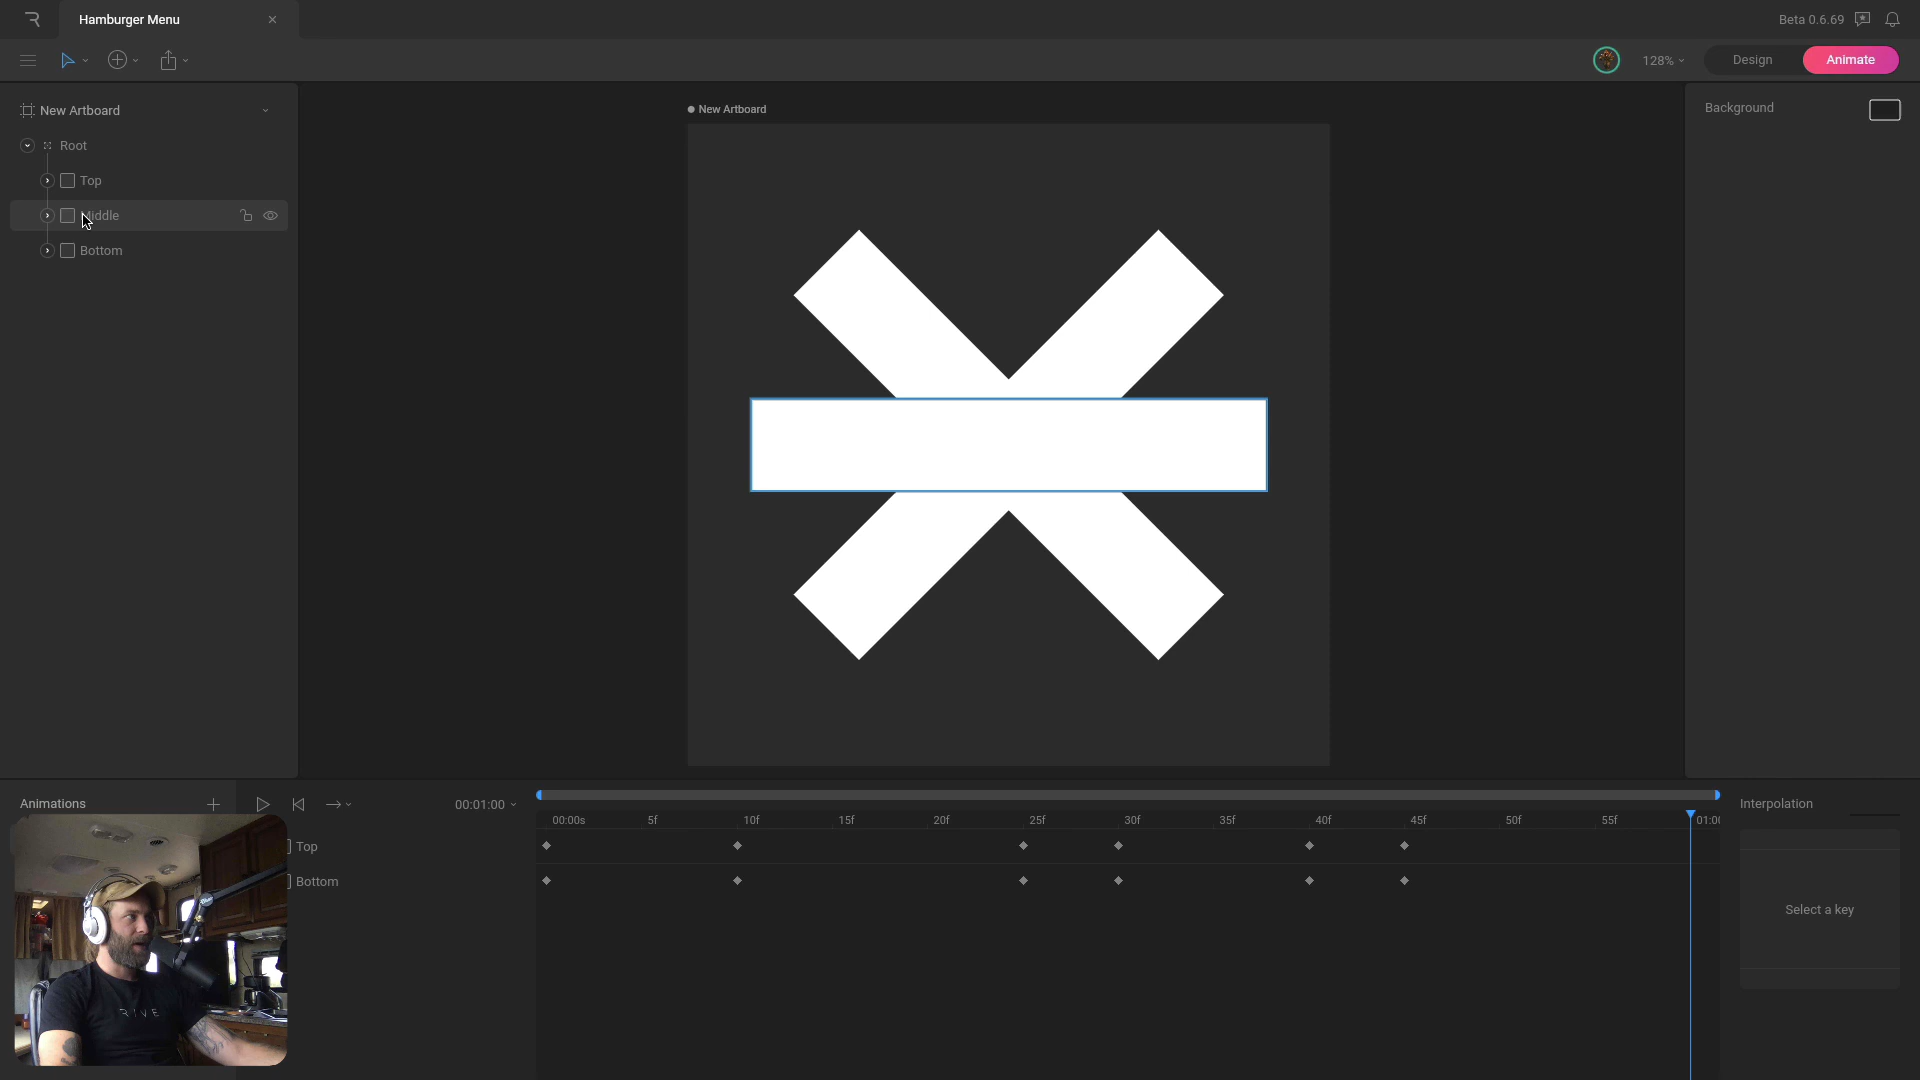 Hamburger Menu
Beta 0.6.69
128%
Design
Animate
New Artboard
New Artboard
Background
Root
Top
Middle
Bottom
Animations
00:01:00
Interpolation
00:00s 5f 10f 15f 20f 25f 30f 35f 40f 45f 50f 55f 01:00
Top
Bottom
Select a key
RIVE